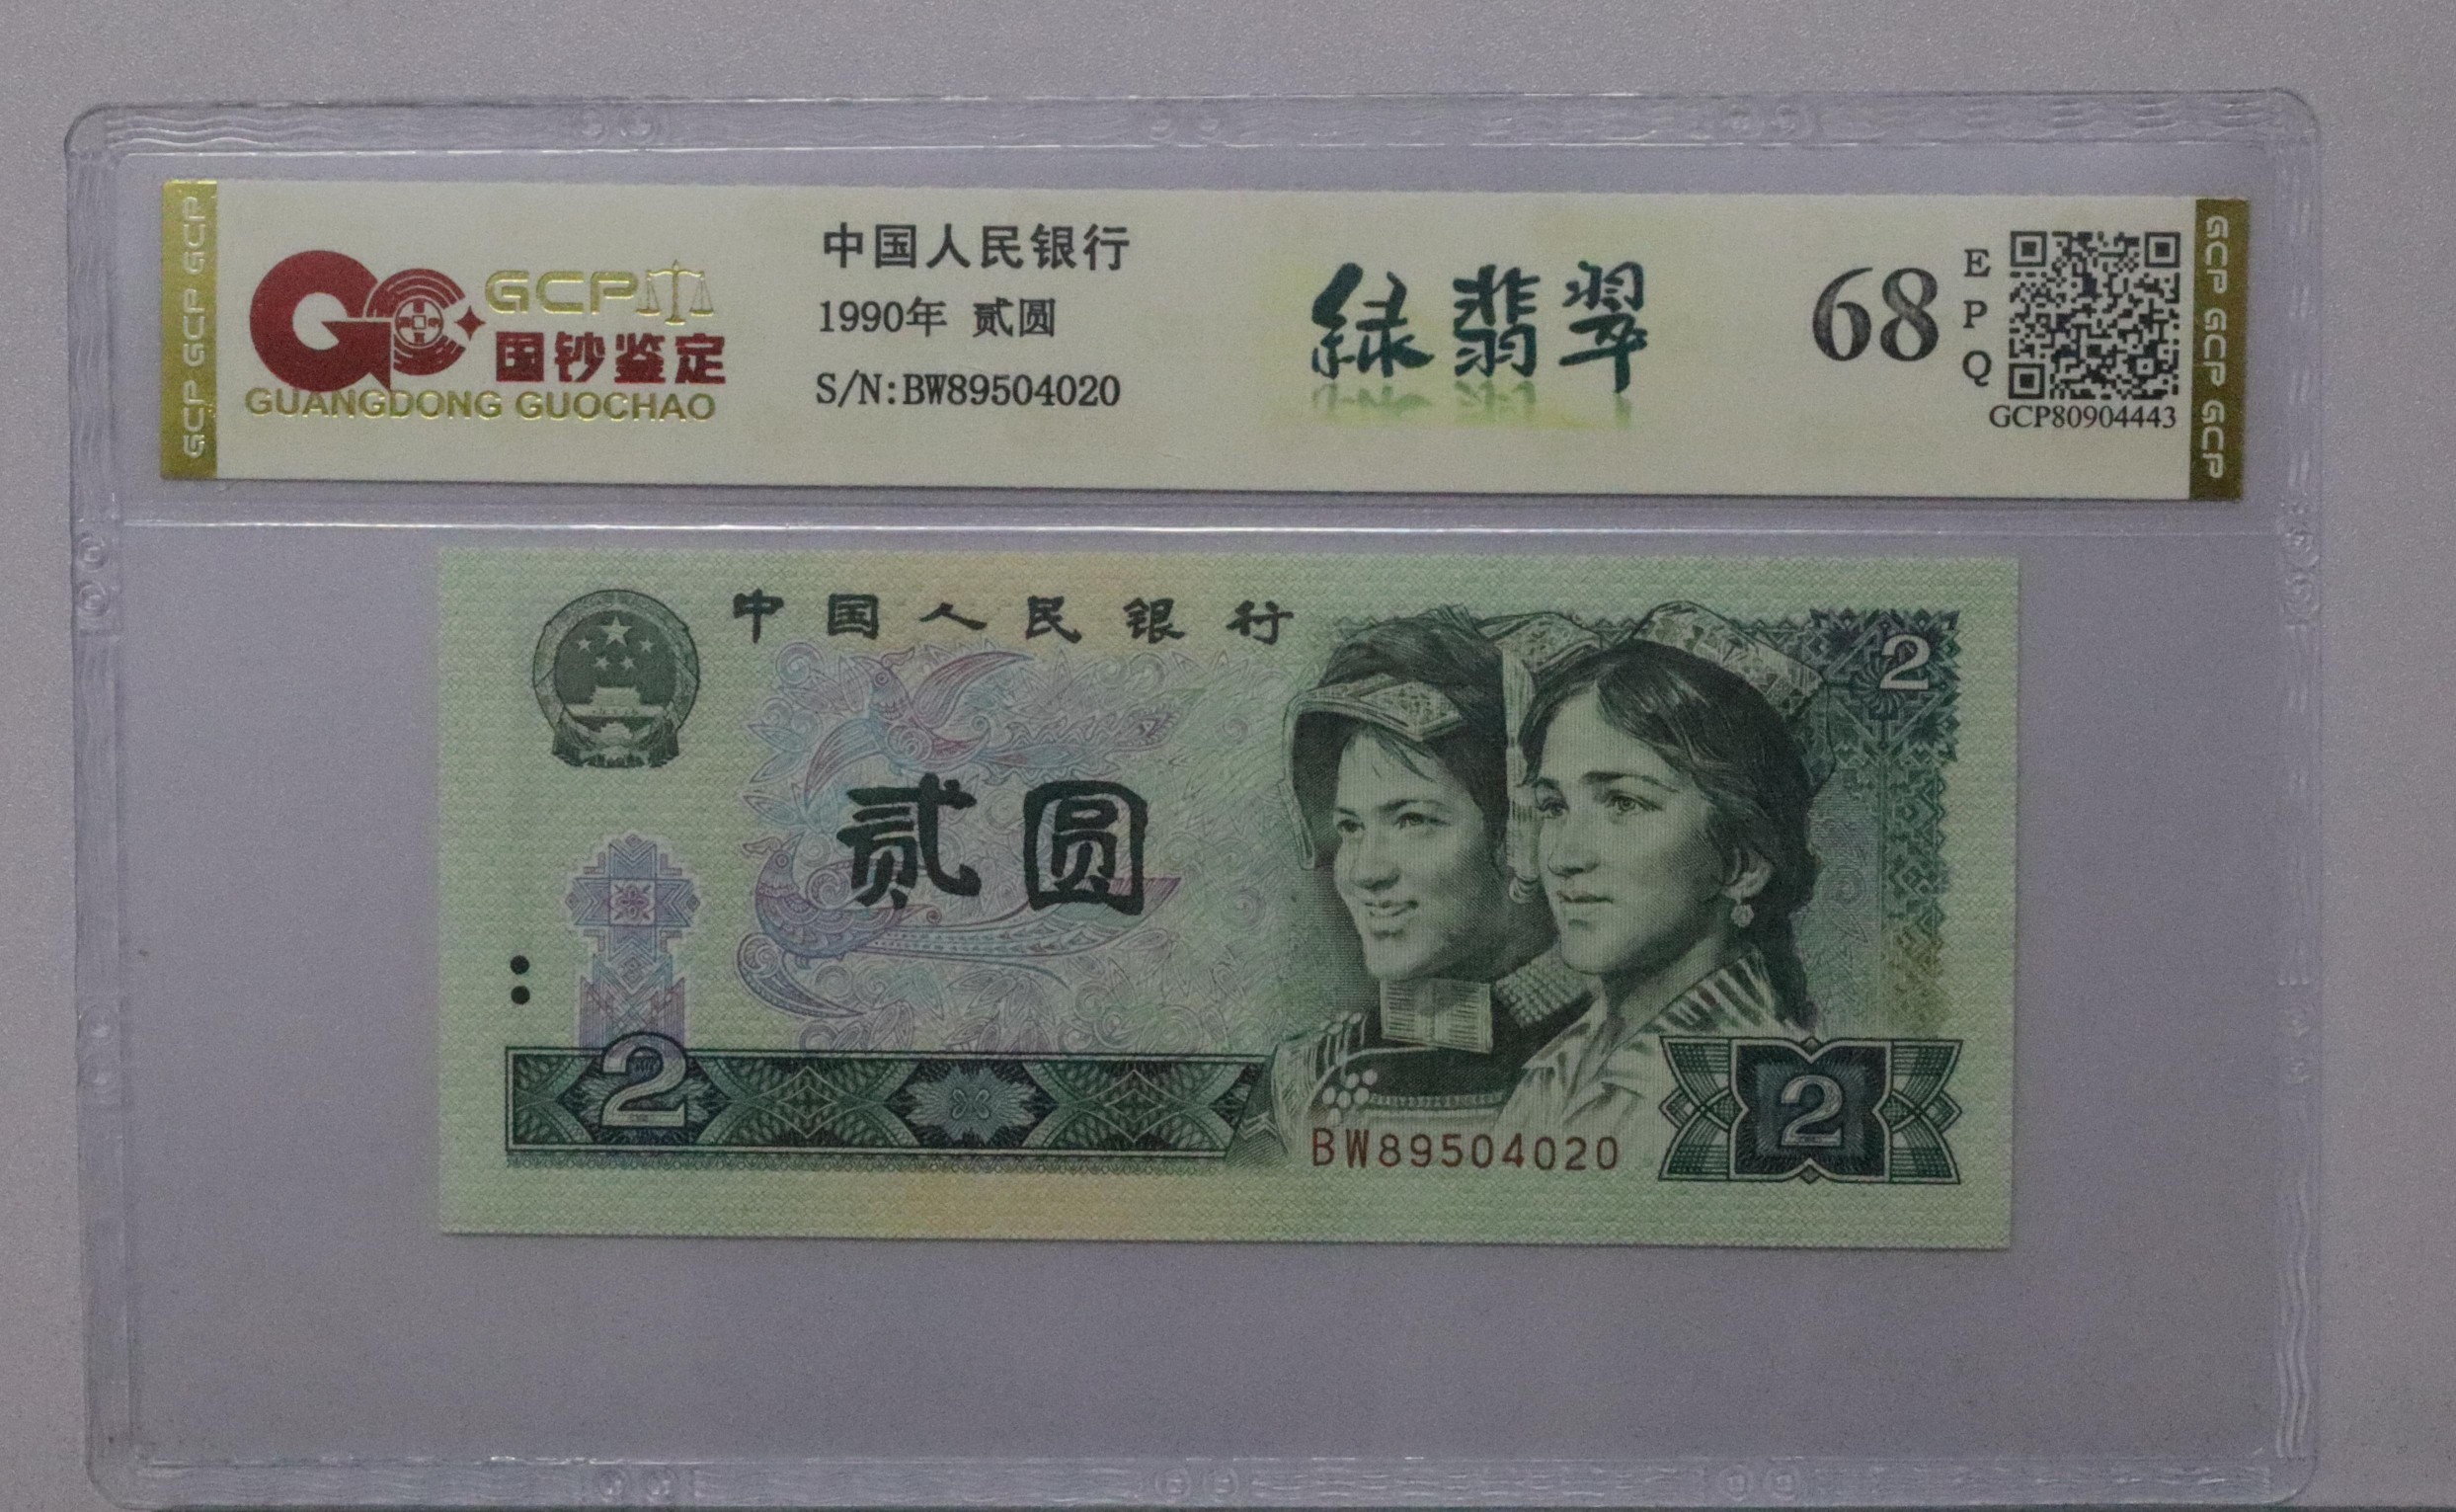 GCP GCP GCP
GCP
国钞鉴定
GUANGDONG GUOCHAO
中国人民银行
1990年 贰圆
S/N:BW89504020
绿翡翠
68
E
P
Q
GCP80904443
GCP GCP GCP
中国人民银行
2
贰圆
2
2
BW89504020